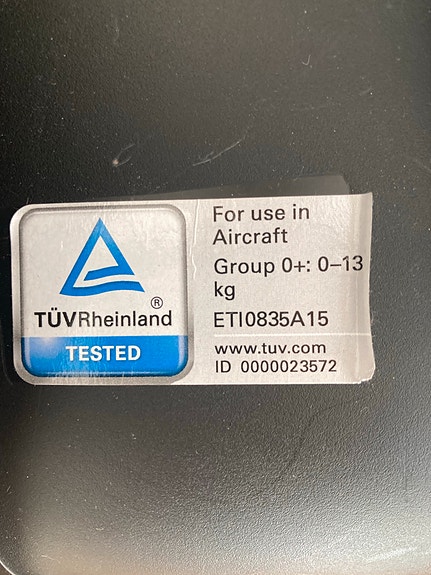 TÜVRheinland
®
TESTED
For use in
Aircraft
Group 0+: 0–13
kg
ETI0835A15
www.tuv.com
ID 0000023572